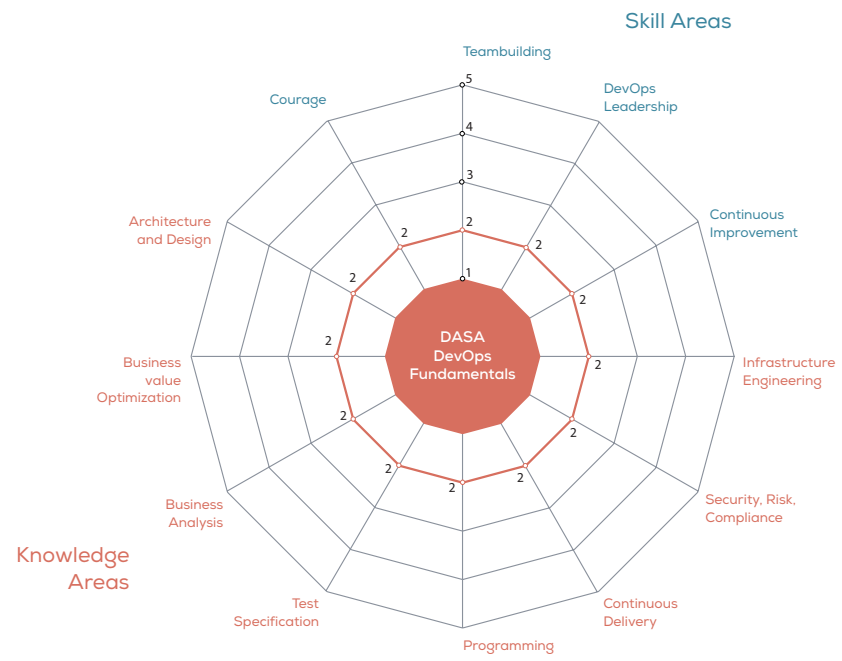 Skill Areas
Teambuilding
5
DevOps
Leadership
Courage
4
3
Continuous
Improvement
Architecture
and Design
2
2
2
2
2
1
DASA
DevOps
Fundamentals
2
2
Infrastructure
Engineering
Business
value
Optimization
2
2
2
2
2
Security, Risk,
Compliance
Business
Analysis
Knowledge
Areas
Test
Specification
Continuous
Delivery
Programming